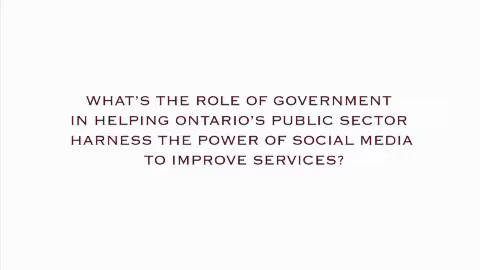 WHAT'S THE ROLE OF GOVERNMENT
IN HELPING ONTARIO'S PUBLIC SECTOR
HARNESS THE POWER OF SOCIAL MEDIA
TO IMPROVE SERVICES?